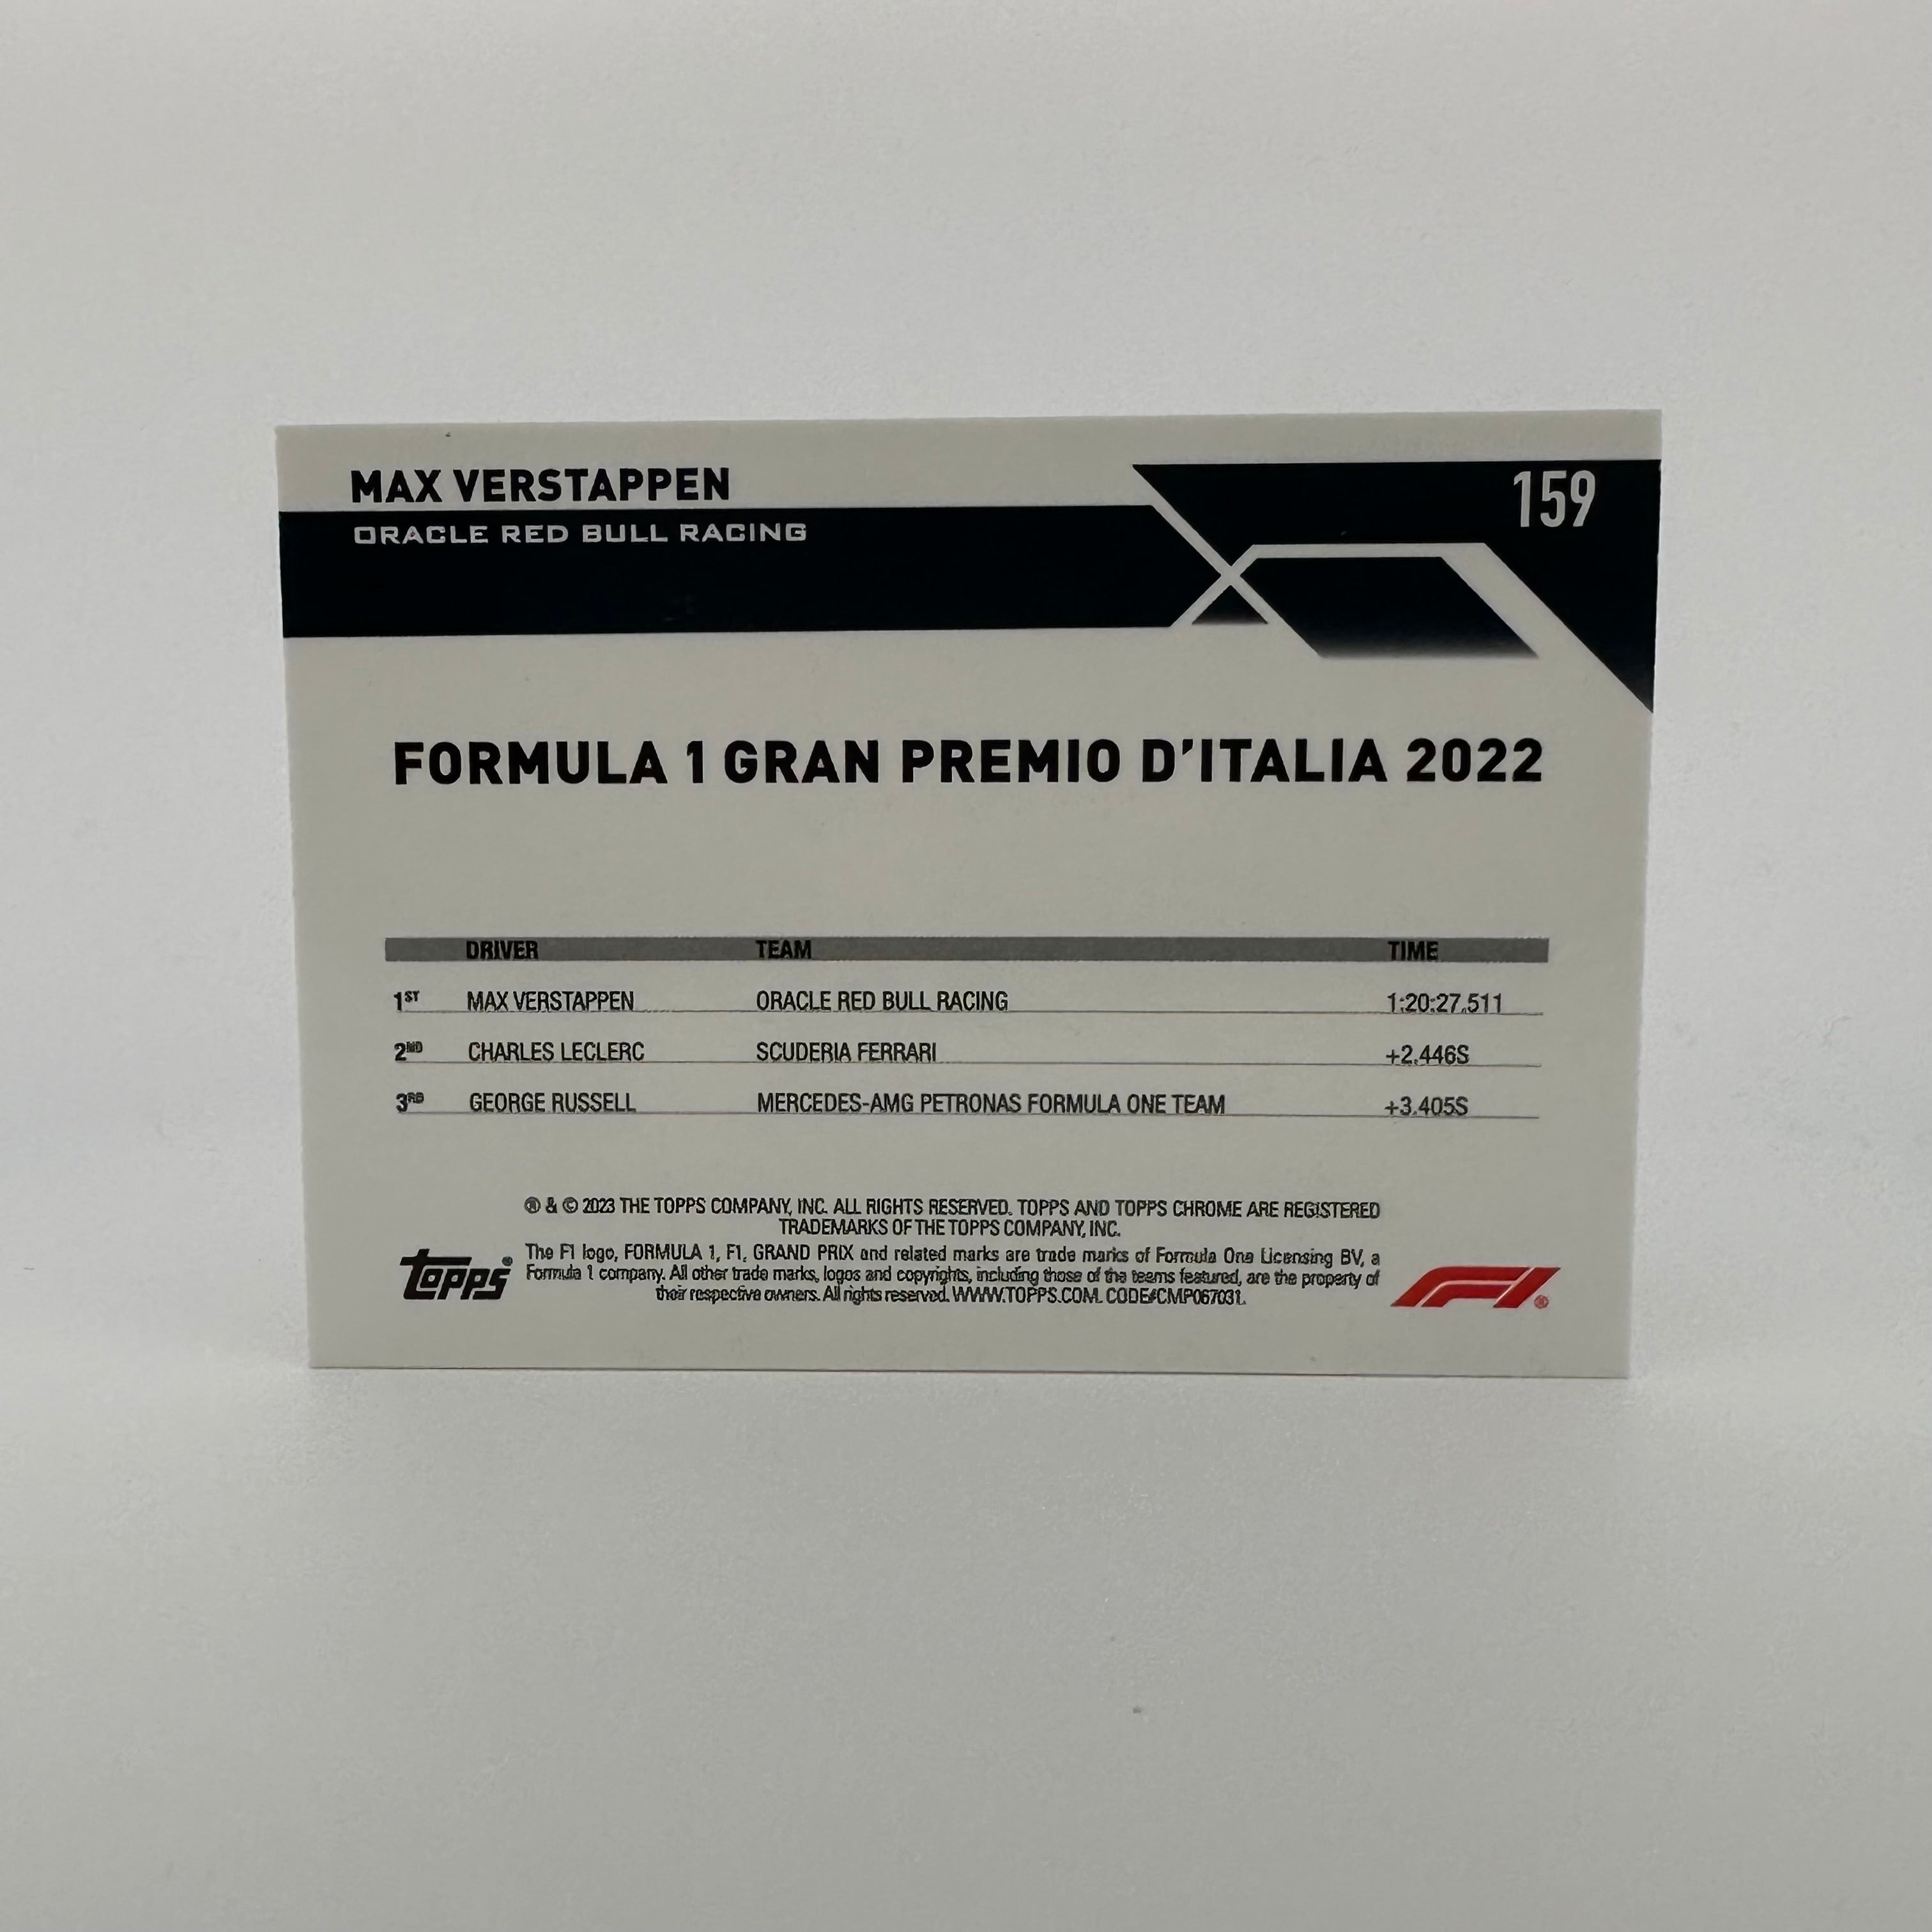 MAX VERSTAPPEN
159
ORACLE RED BULL RACING
FORMULA 1 GRAN PREMIO D'ITALIA 2022
DRIVER TEAM TIME
1ST MAX VERSTAPPEN ORACLE RED BULL RACING 1:20:27.511
2ND CHARLES LECLERC SCUDERIA FERRARI +2.446S
3RD GEORGE RUSSELL MERCEDES-AMG PETRONAS FORMULA ONE TEAM +3.405S
® & © 2023 THE TOPPS COMPANY, INC. ALL RIGHTS RESERVED. TOPPS AND TOPPS CHROME ARE REGISTERED
TRADEMARKS OF THE TOPPS COMPANY, INC.
The F1 logo, FORMULA 1, F1, GRAND PRIX and related marks are trade marks of Formula One Licensing BV, a
Formula 1 company. All other trade marks, logos and copyrights, including those of the teams featured, are the property of
their respective owners. All rights reserved. WWW.TOPPS.COM. CODE#CMP067031.
Topps®
F1®